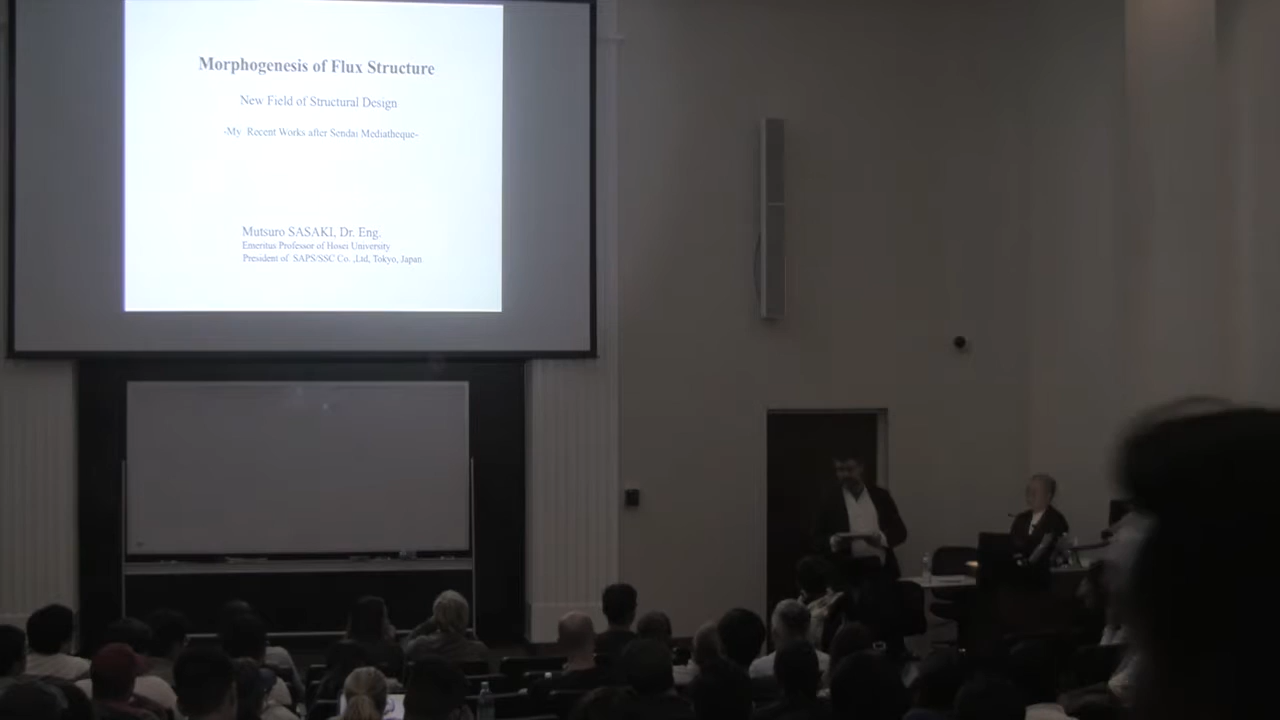 Morphogenesis of Flux Structure
New Field of Structural Design
-My Recent Works after Sendai Mediatheque-
Mutsuro SASAKI, Dr. Eng.
Emeritus Professor of Hosei University
President of SAPS/SSC Co. ,Ltd, Tokyo, Japan